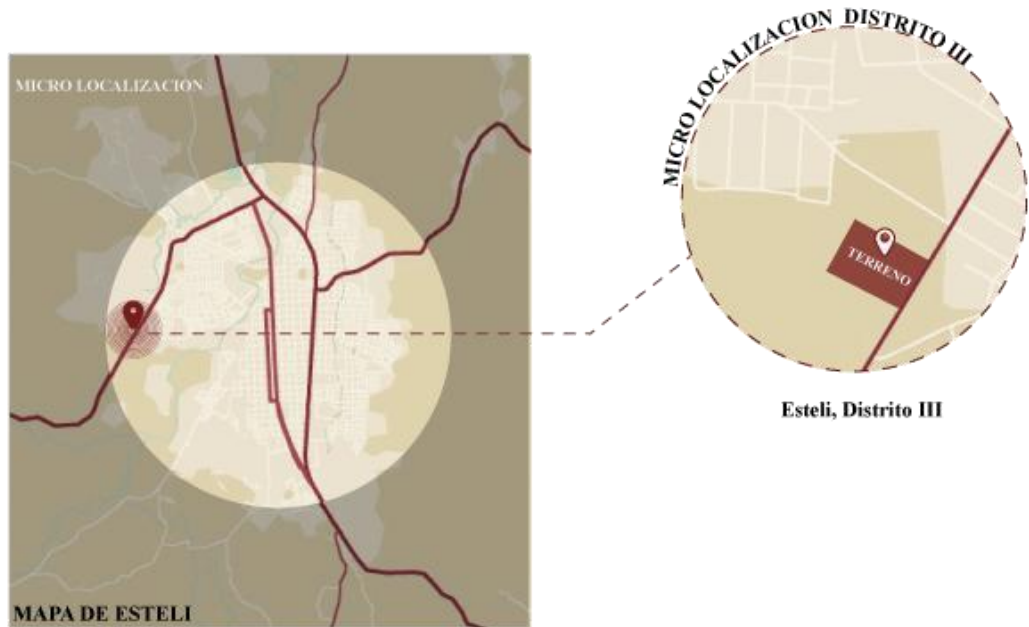 MICRO LOCALIZACION
MAPA DE ESTELI
MICRO LOCALIZACION DISTRITO III
TERRENO
Esteli, Distrito III